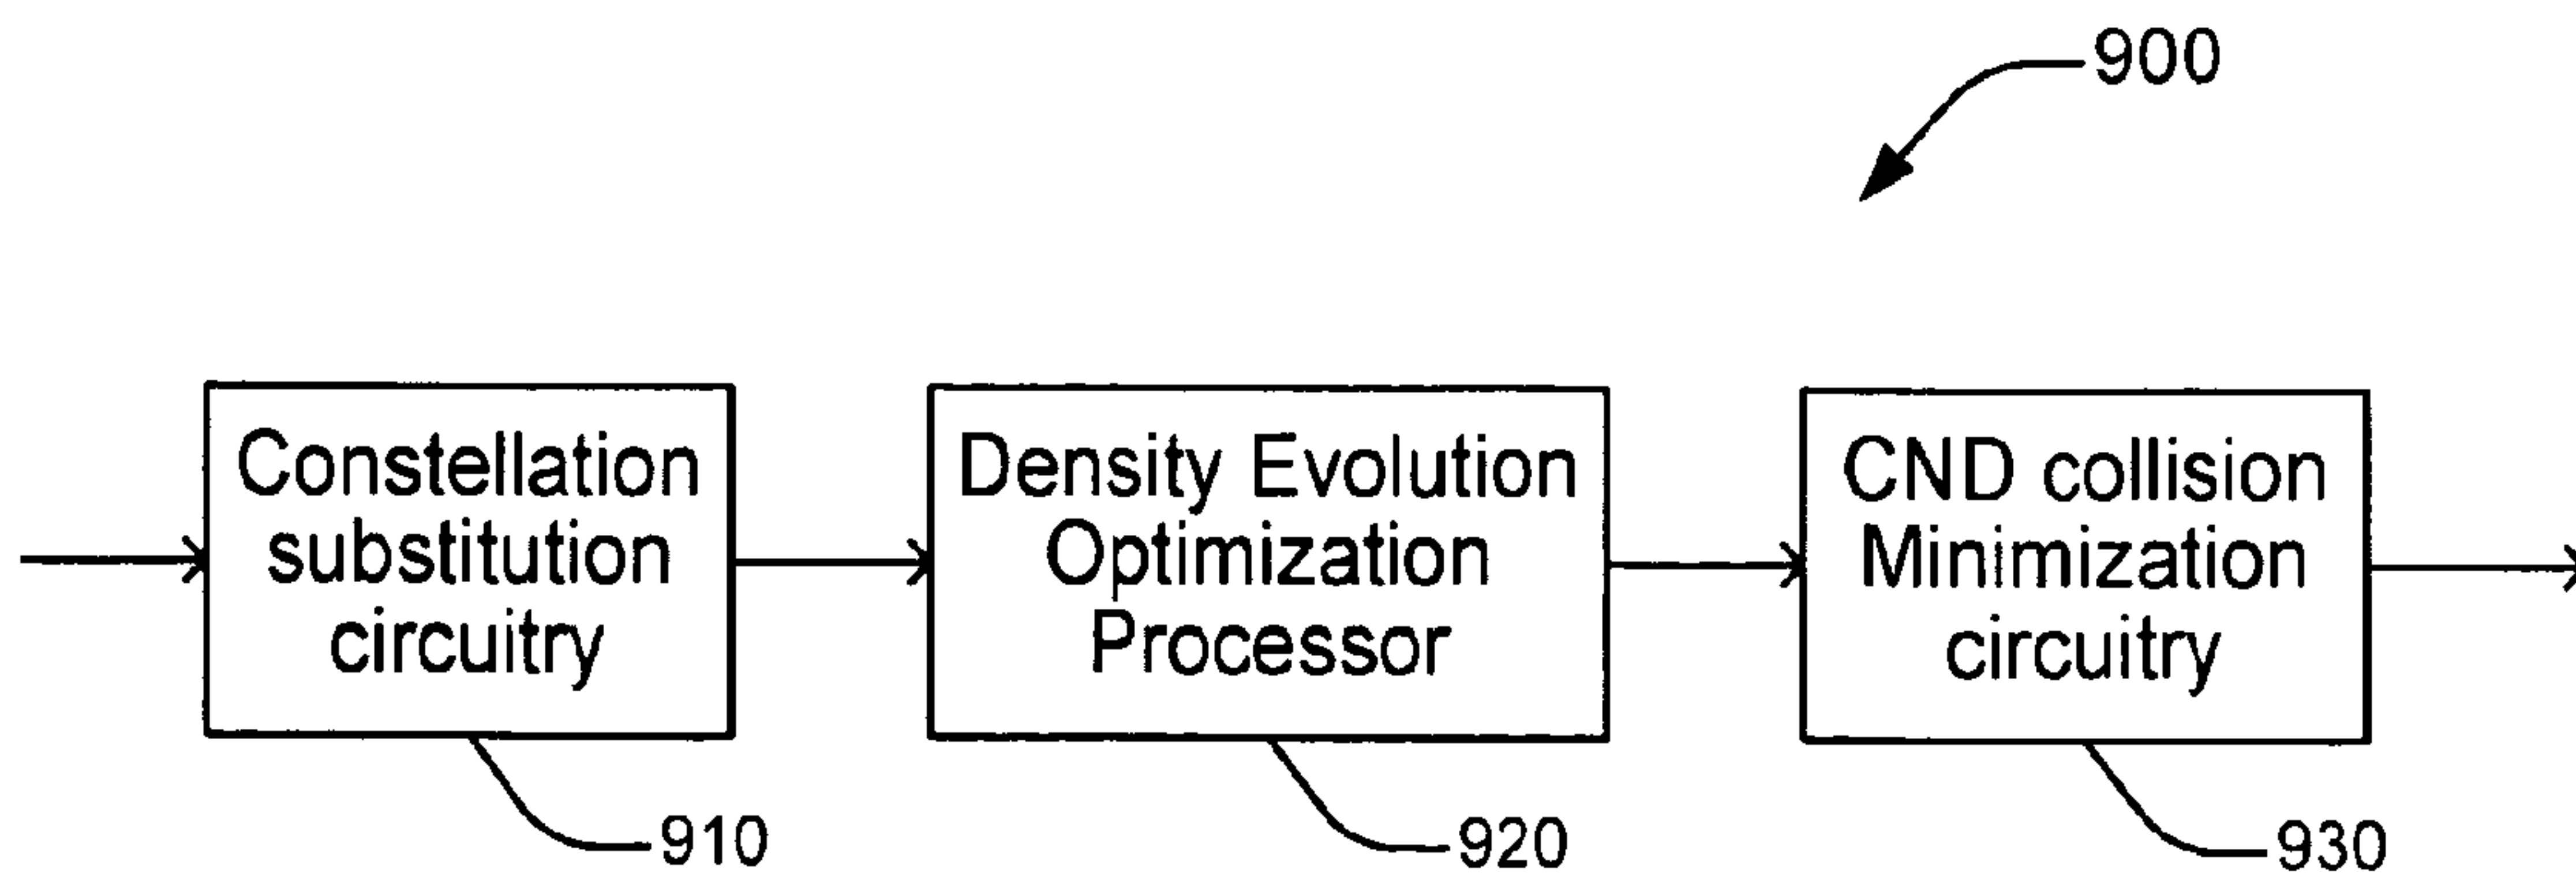 900
Constellation
substitution
circuitry
Density Evolution
Optimization
Processor
CND collision
Minimization
circuitry
910
920
930